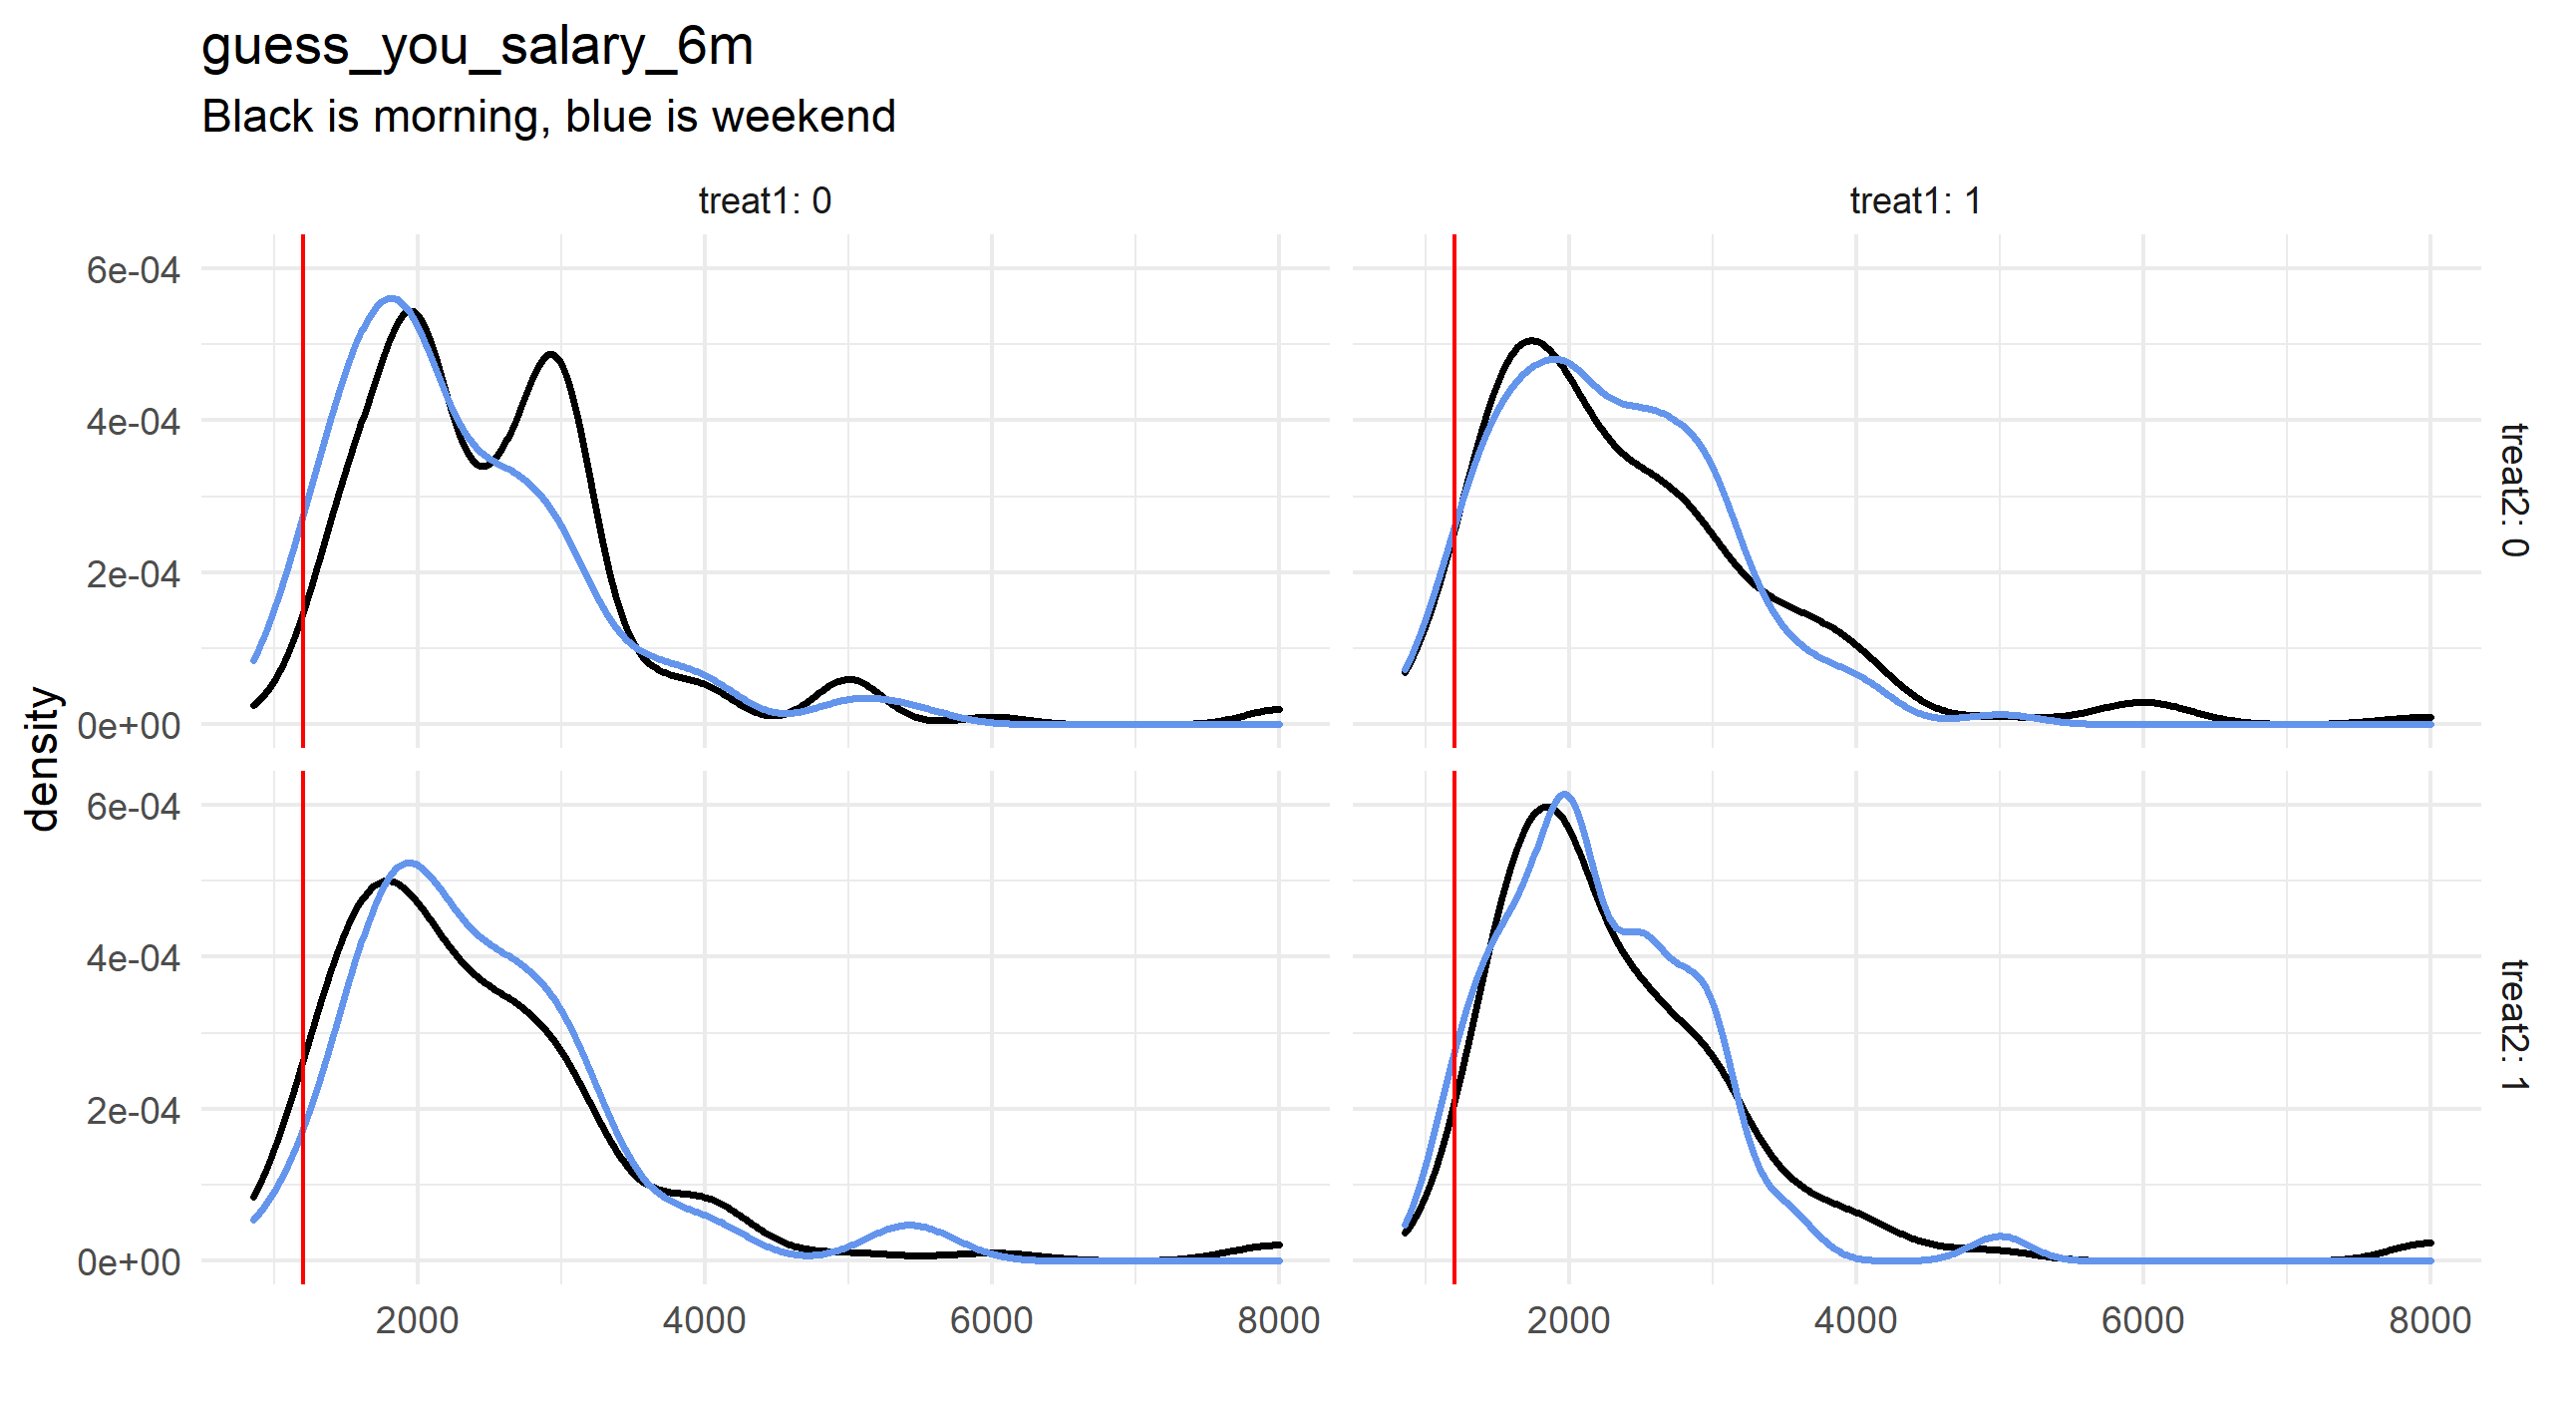 guess_you_salary_6m
Black is morning, blue is weekend
treat1: 0
treat1: 1
6e-04
4e-04
2e-04
0e+00
treat2: 0
density
6e-04
4e-04
2e-04
0e+00
treat2: 1
2000
4000
6000
8000
2000
4000
6000
8000